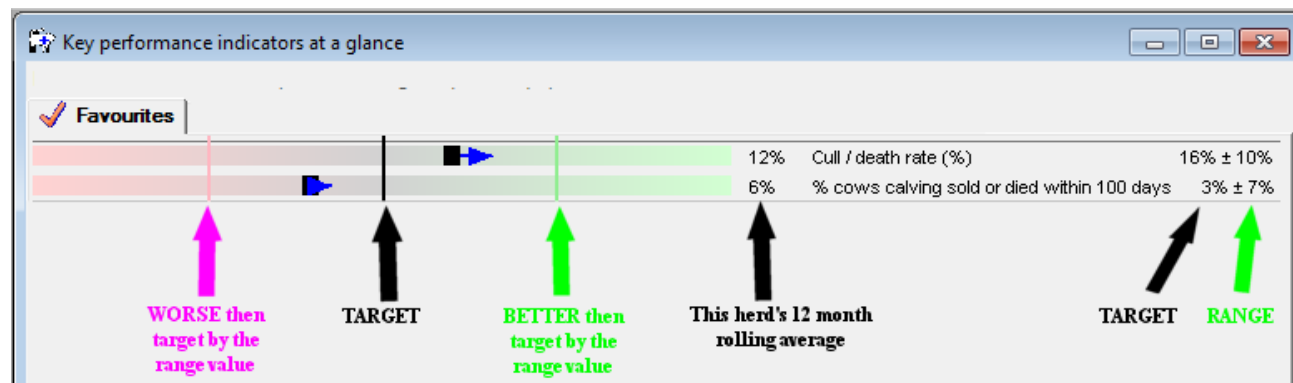 Key performance indicators at a glance
Favourites
12% Cull / death rate (%) 16% ± 10%
6% % cows calving sold or died within 100 days 3% ± 7%
WORSE then
target by the
range value
TARGET
BETTER then
target by the
range value
This herd's 12 month
rolling average
TARGET
RANGE